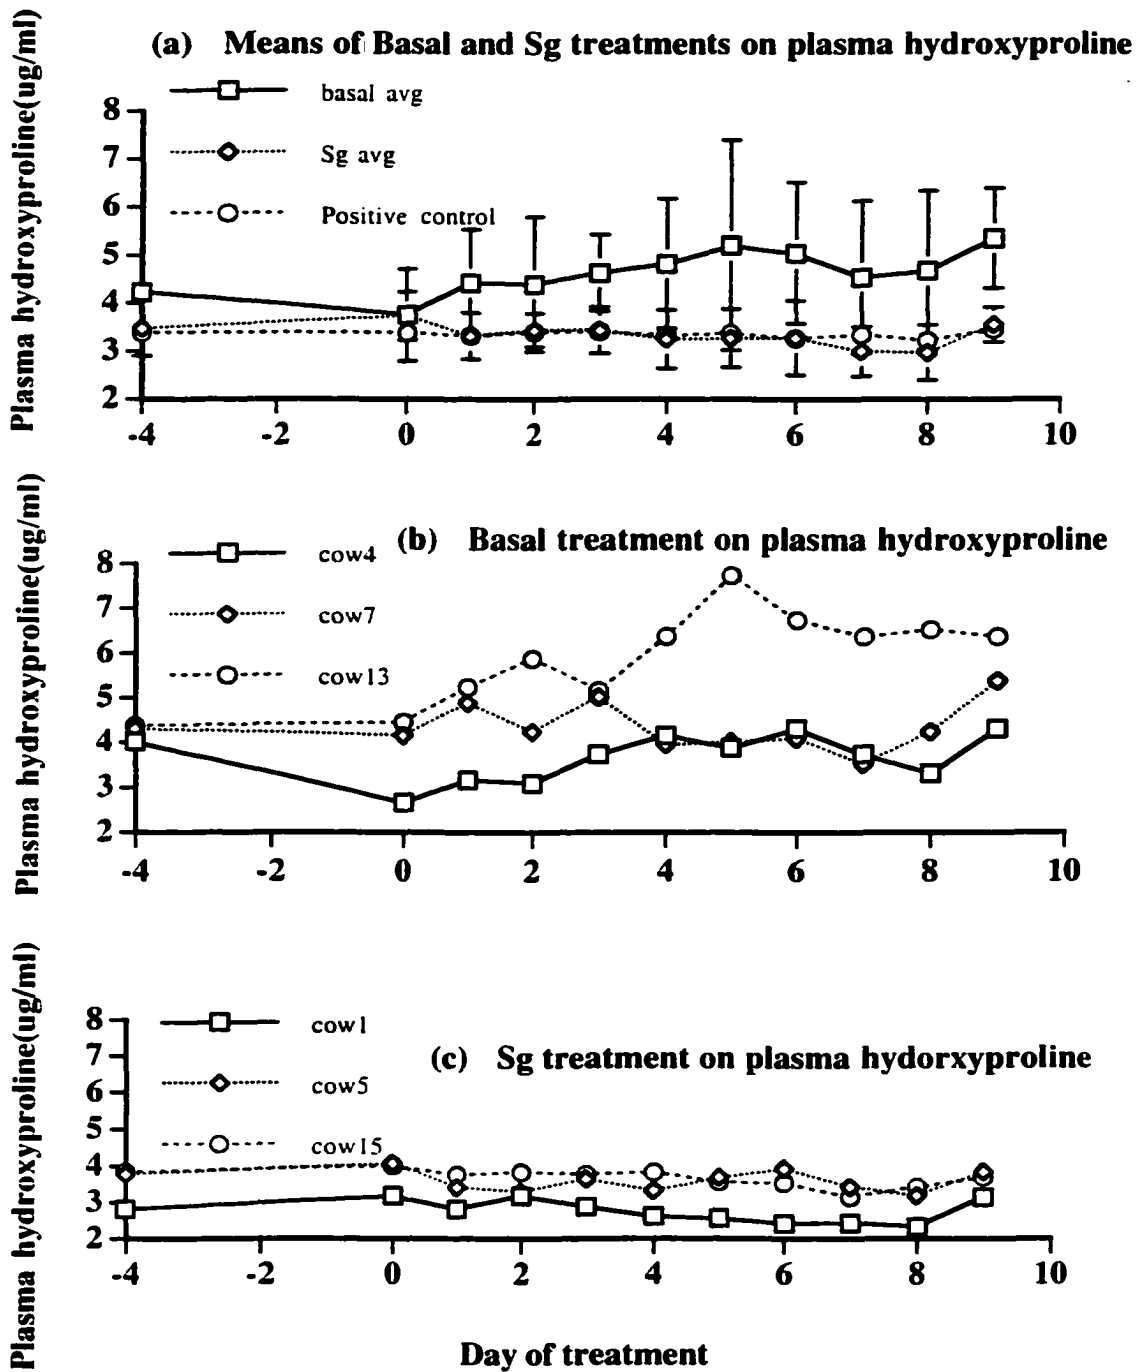 (a) Means of Basal and Sg treatments on plasma hydroxyproline
Plasma hydroxyproline(ug/ml)
basal avg
Sg avg
Positive control
8
7
6
5
4
3
2
-4 -2 0 2 4 6 8 10
(b) Basal treatment on plasma hydroxyproline
Plasma hydroxyproline(ug/ml)
cow4
cow7
cow13
8
7
6
5
4
3
2
-4 -2 0 2 4 6 8 10
(c) Sg treatment on plasma hydorxyproline
Plasma hydroxyproline(ug/ml)
cow1
cow5
cow15
8
7
6
5
4
3
2
-4 -2 0 2 4 6 8 10
Day of treatment